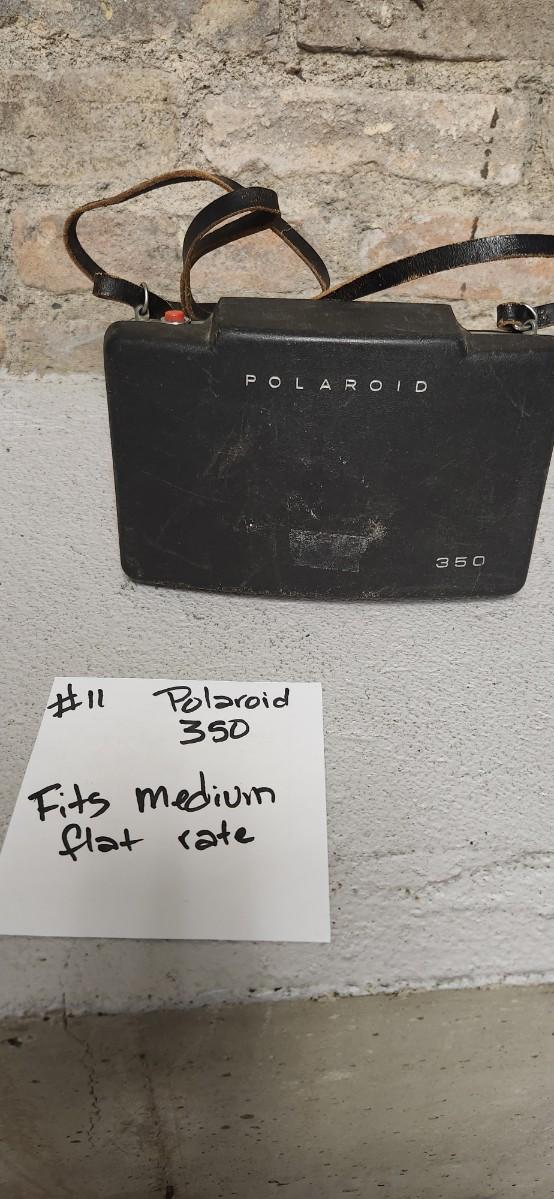 POLAROID
350
#11 Polaroid
350
Fits medium
flat rate